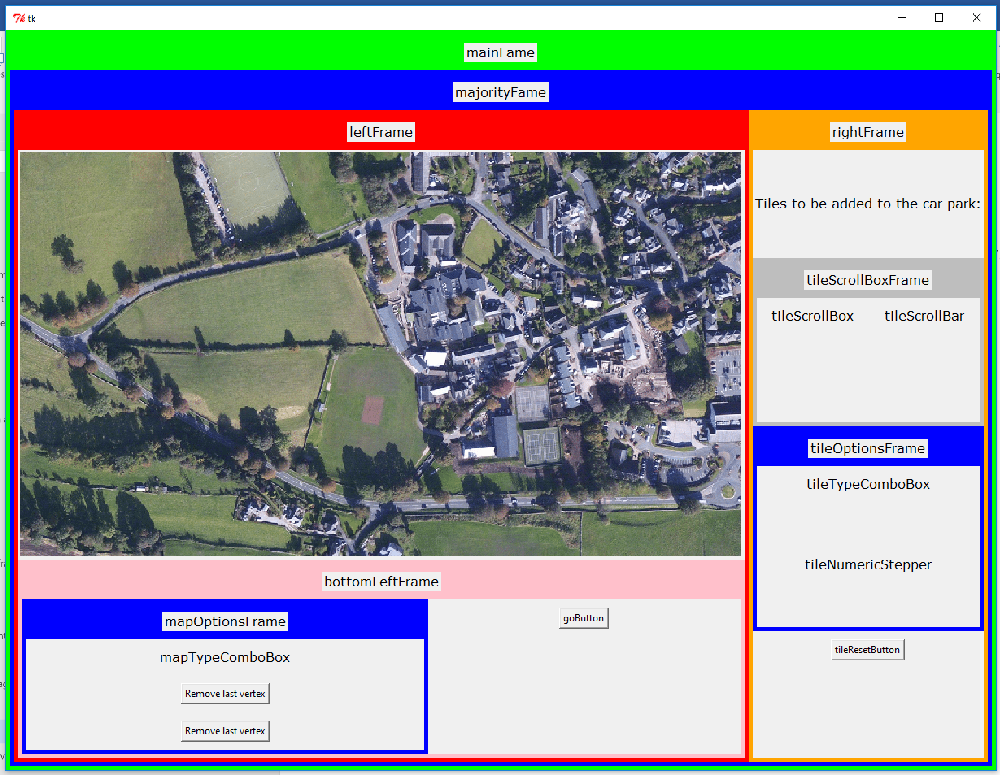 tk
mainFame
majorityFame
leftFrame
rightFrame
Tiles to be added to the car park:
tileScrollBoxFrame
tileScrollBox tileScrollBar
tileOptionsFrame
tileTypeComboBox
tileNumericStepper
tileResetButton
bottomLeftFrame
mapOptionsFrame
goButton
mapTypeComboBox
Remove last vertex
Remove last vertex